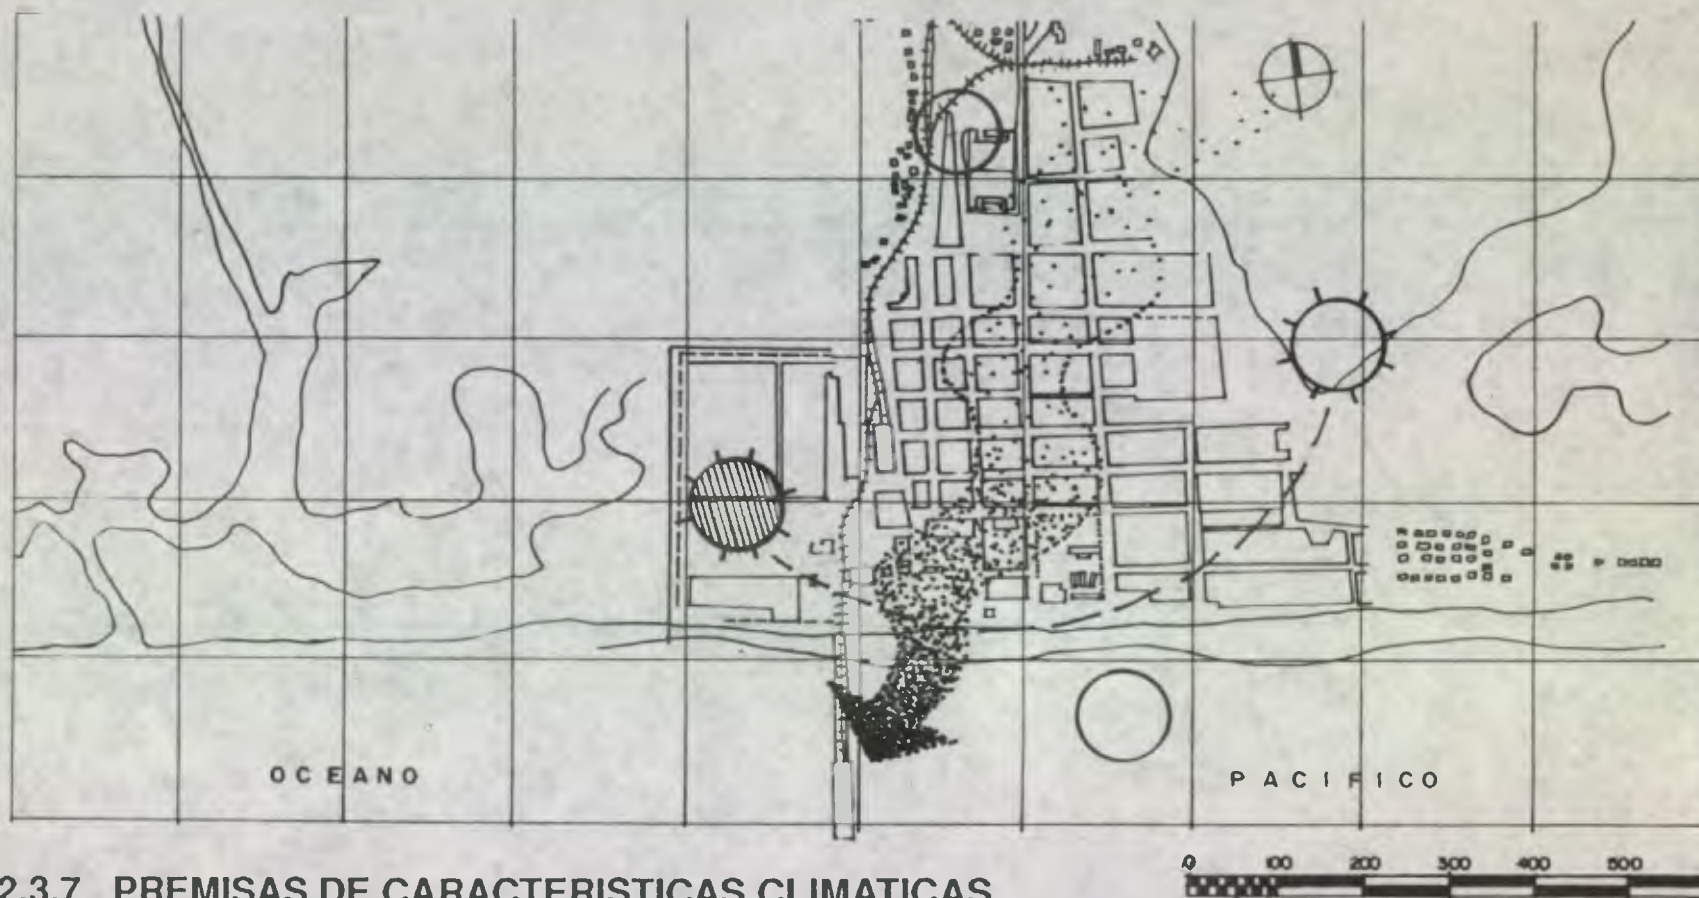 OCEANO
PACIFICO
0 100 200 300 400 500
2.3.7 PREMISAS DE CARACTERISTICAS CLIMATICAS